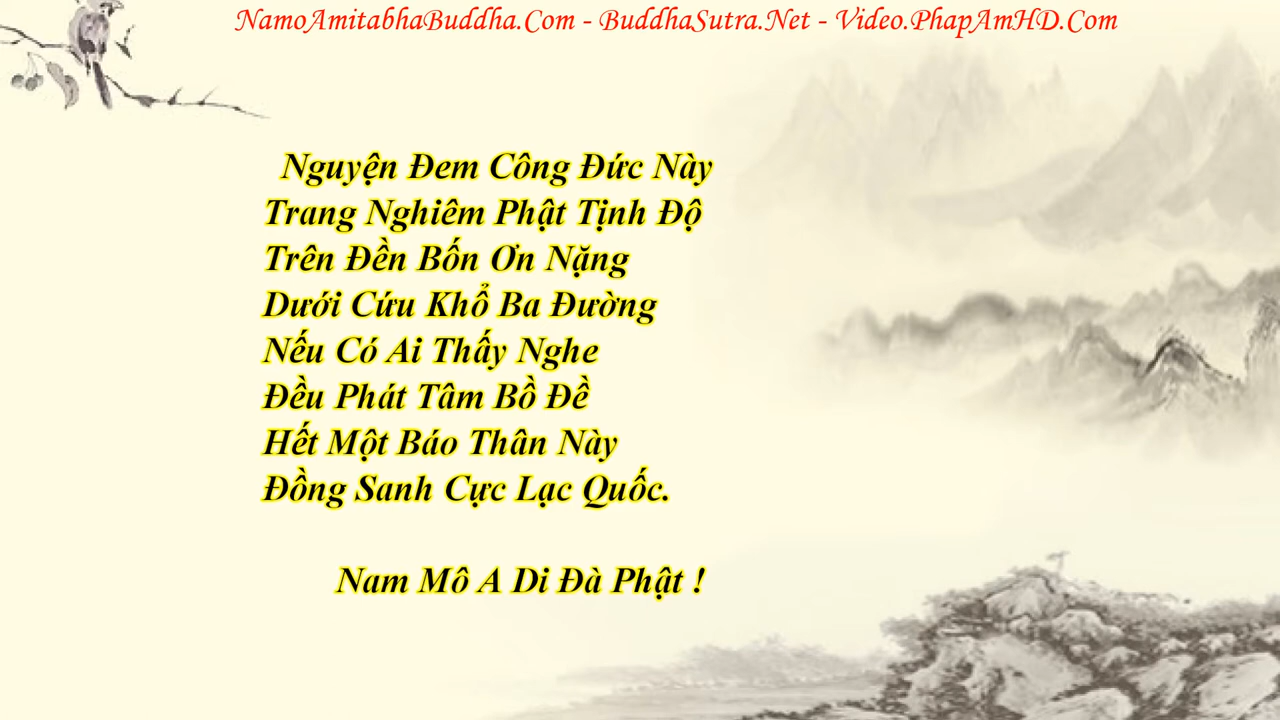 NamoAmitabhaBuddha.Com - BuddhaSutra.Net - Video.PhapAmHD.Com
Nguyện Đem Công Đức Này
Trang Nghiêm Phật Tịnh Độ
Trên Đền Bốn Ơn Nặng
Dưới Cứu Khổ Ba Đường
Nếu Có Ai Thấy Nghe
Đều Phát Tâm Bồ Đề
Hết Một Báo Thân Này
Đồng Sanh Cực Lạc Quốc.
Nam Mô A Di Đà Phật !